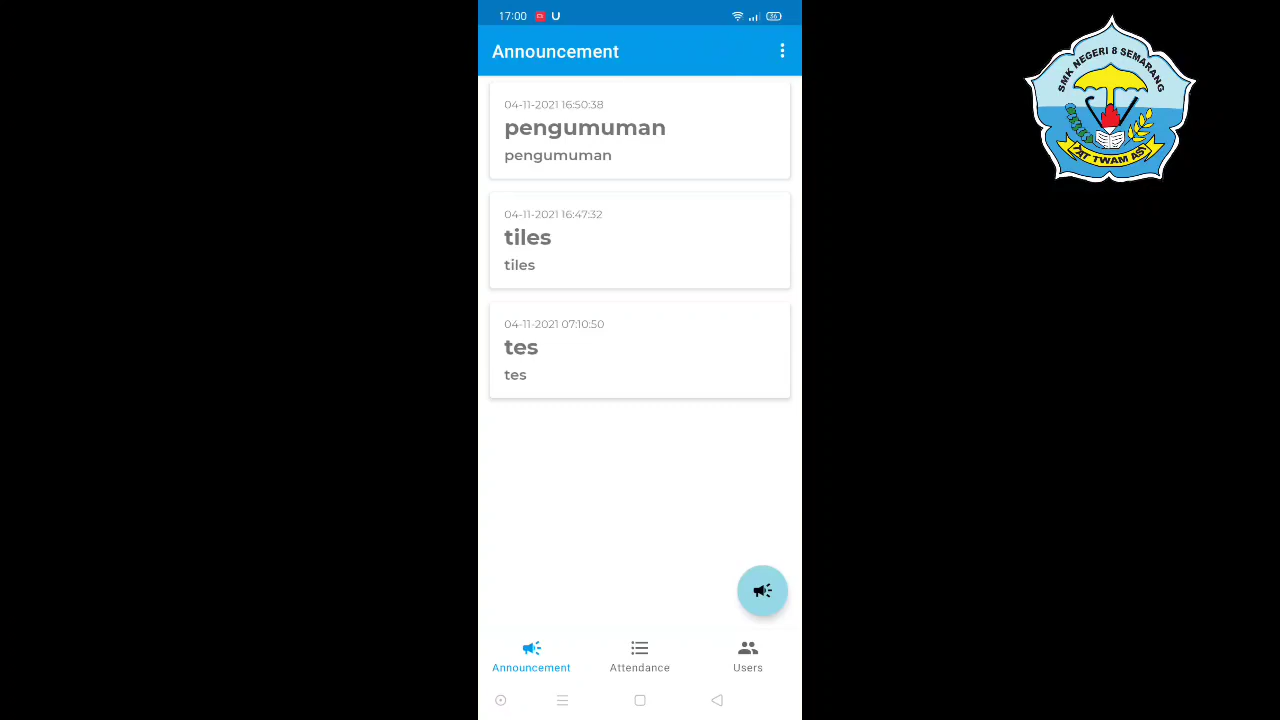 17:00
U
56
Announcement
04-11-2021 16:50:38
pengumuman
pengumuman
04-11-2021 16:47:32
tiles
tiles
04-11-2021 07:10:50
tes
tes
Announcement
Attendance
Users
SMK NEGERI 8 SEMARANG
TAT TWAM ASI